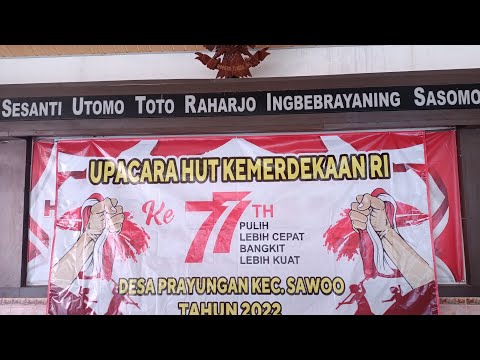 SESANTI UTOMO TOTO RAHARJO INGBEBRAYANING SASOMO
UPACARA HUT KEMERDEKAAN RI
Ke 77 TH
PULIH
LEBIH CEPAT
BANGKIT
LEBIH KUAT
DESA PRAYUNGAN KEC. SAWOO
TAHUN 2022